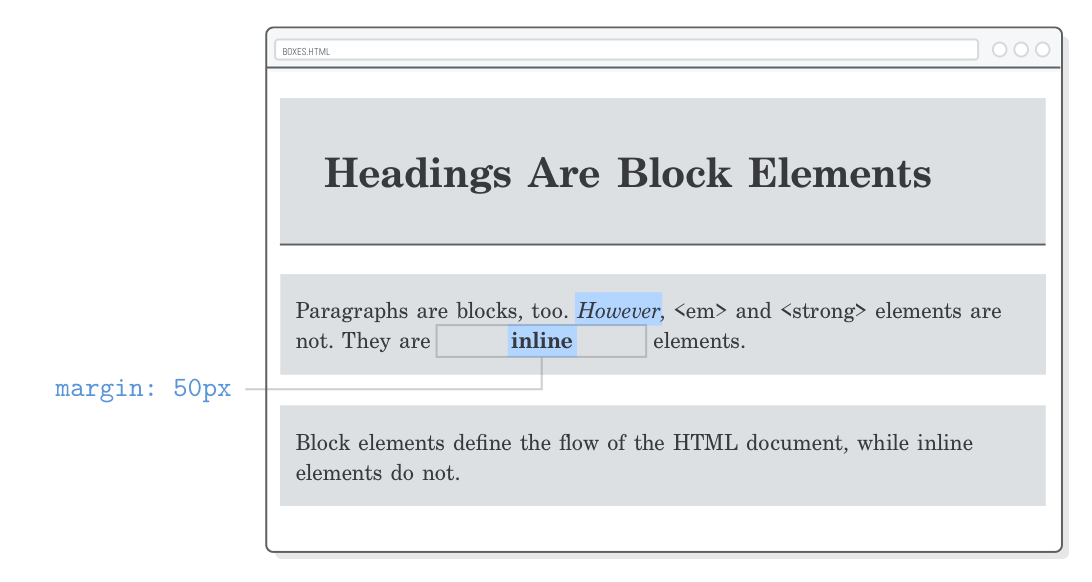 BOXES.HTML
Headings Are Block Elements
Paragraphs are blocks, too. However, <em> and <strong> elements are
not. They are inline elements.
margin: 50px
Block elements define the flow of the HTML document, while inline
elements do not.